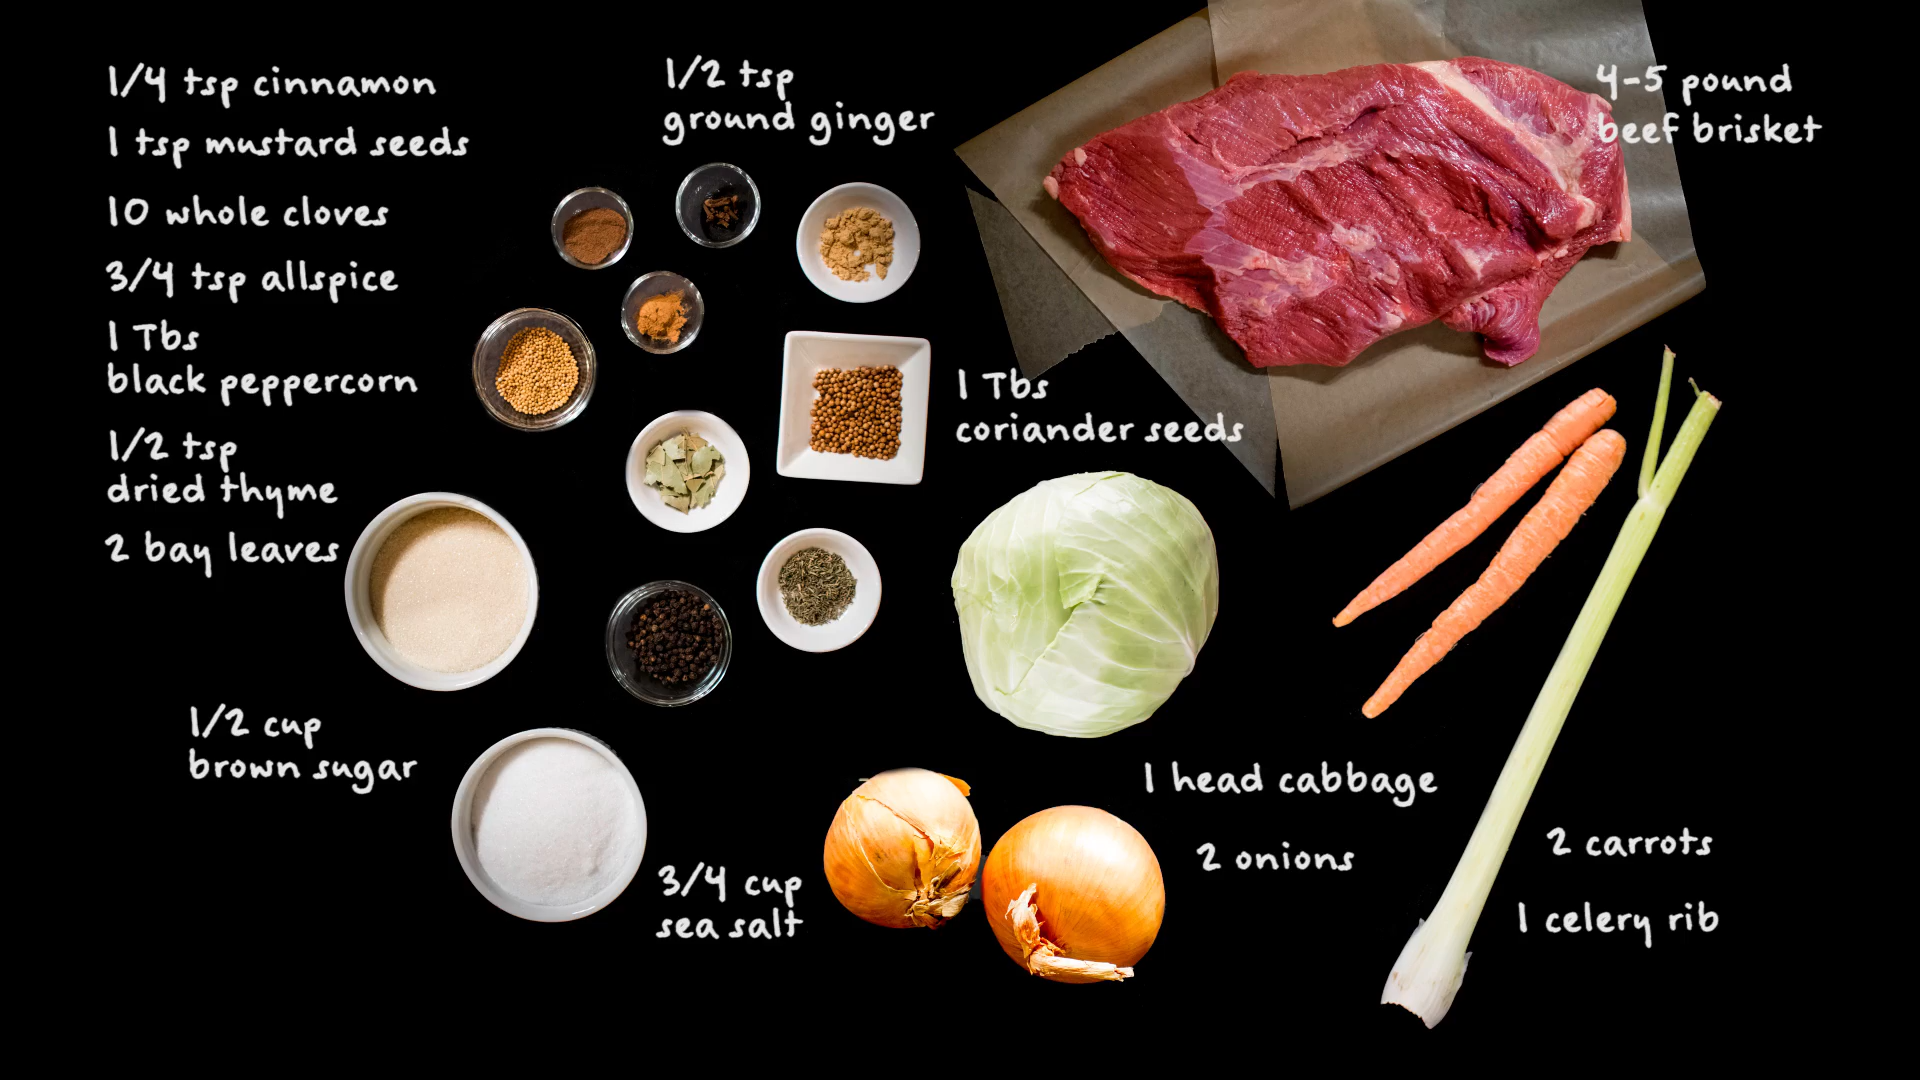 1/4 tsp cinnamon
1 tsp mustard seeds
10 whole cloves
3/4 tsp allspice
1 Tbs
black peppercorn
1/2 tsp
dried thyme
2 bay leaves
1/2 cup
brown sugar
3/4 cup
sea salt
1/2 tsp
ground ginger
1 Tbs
coriander seeds
4-5 pound
beef brisket
1 head cabbage
2 onions
2 carrots
1 celery rib